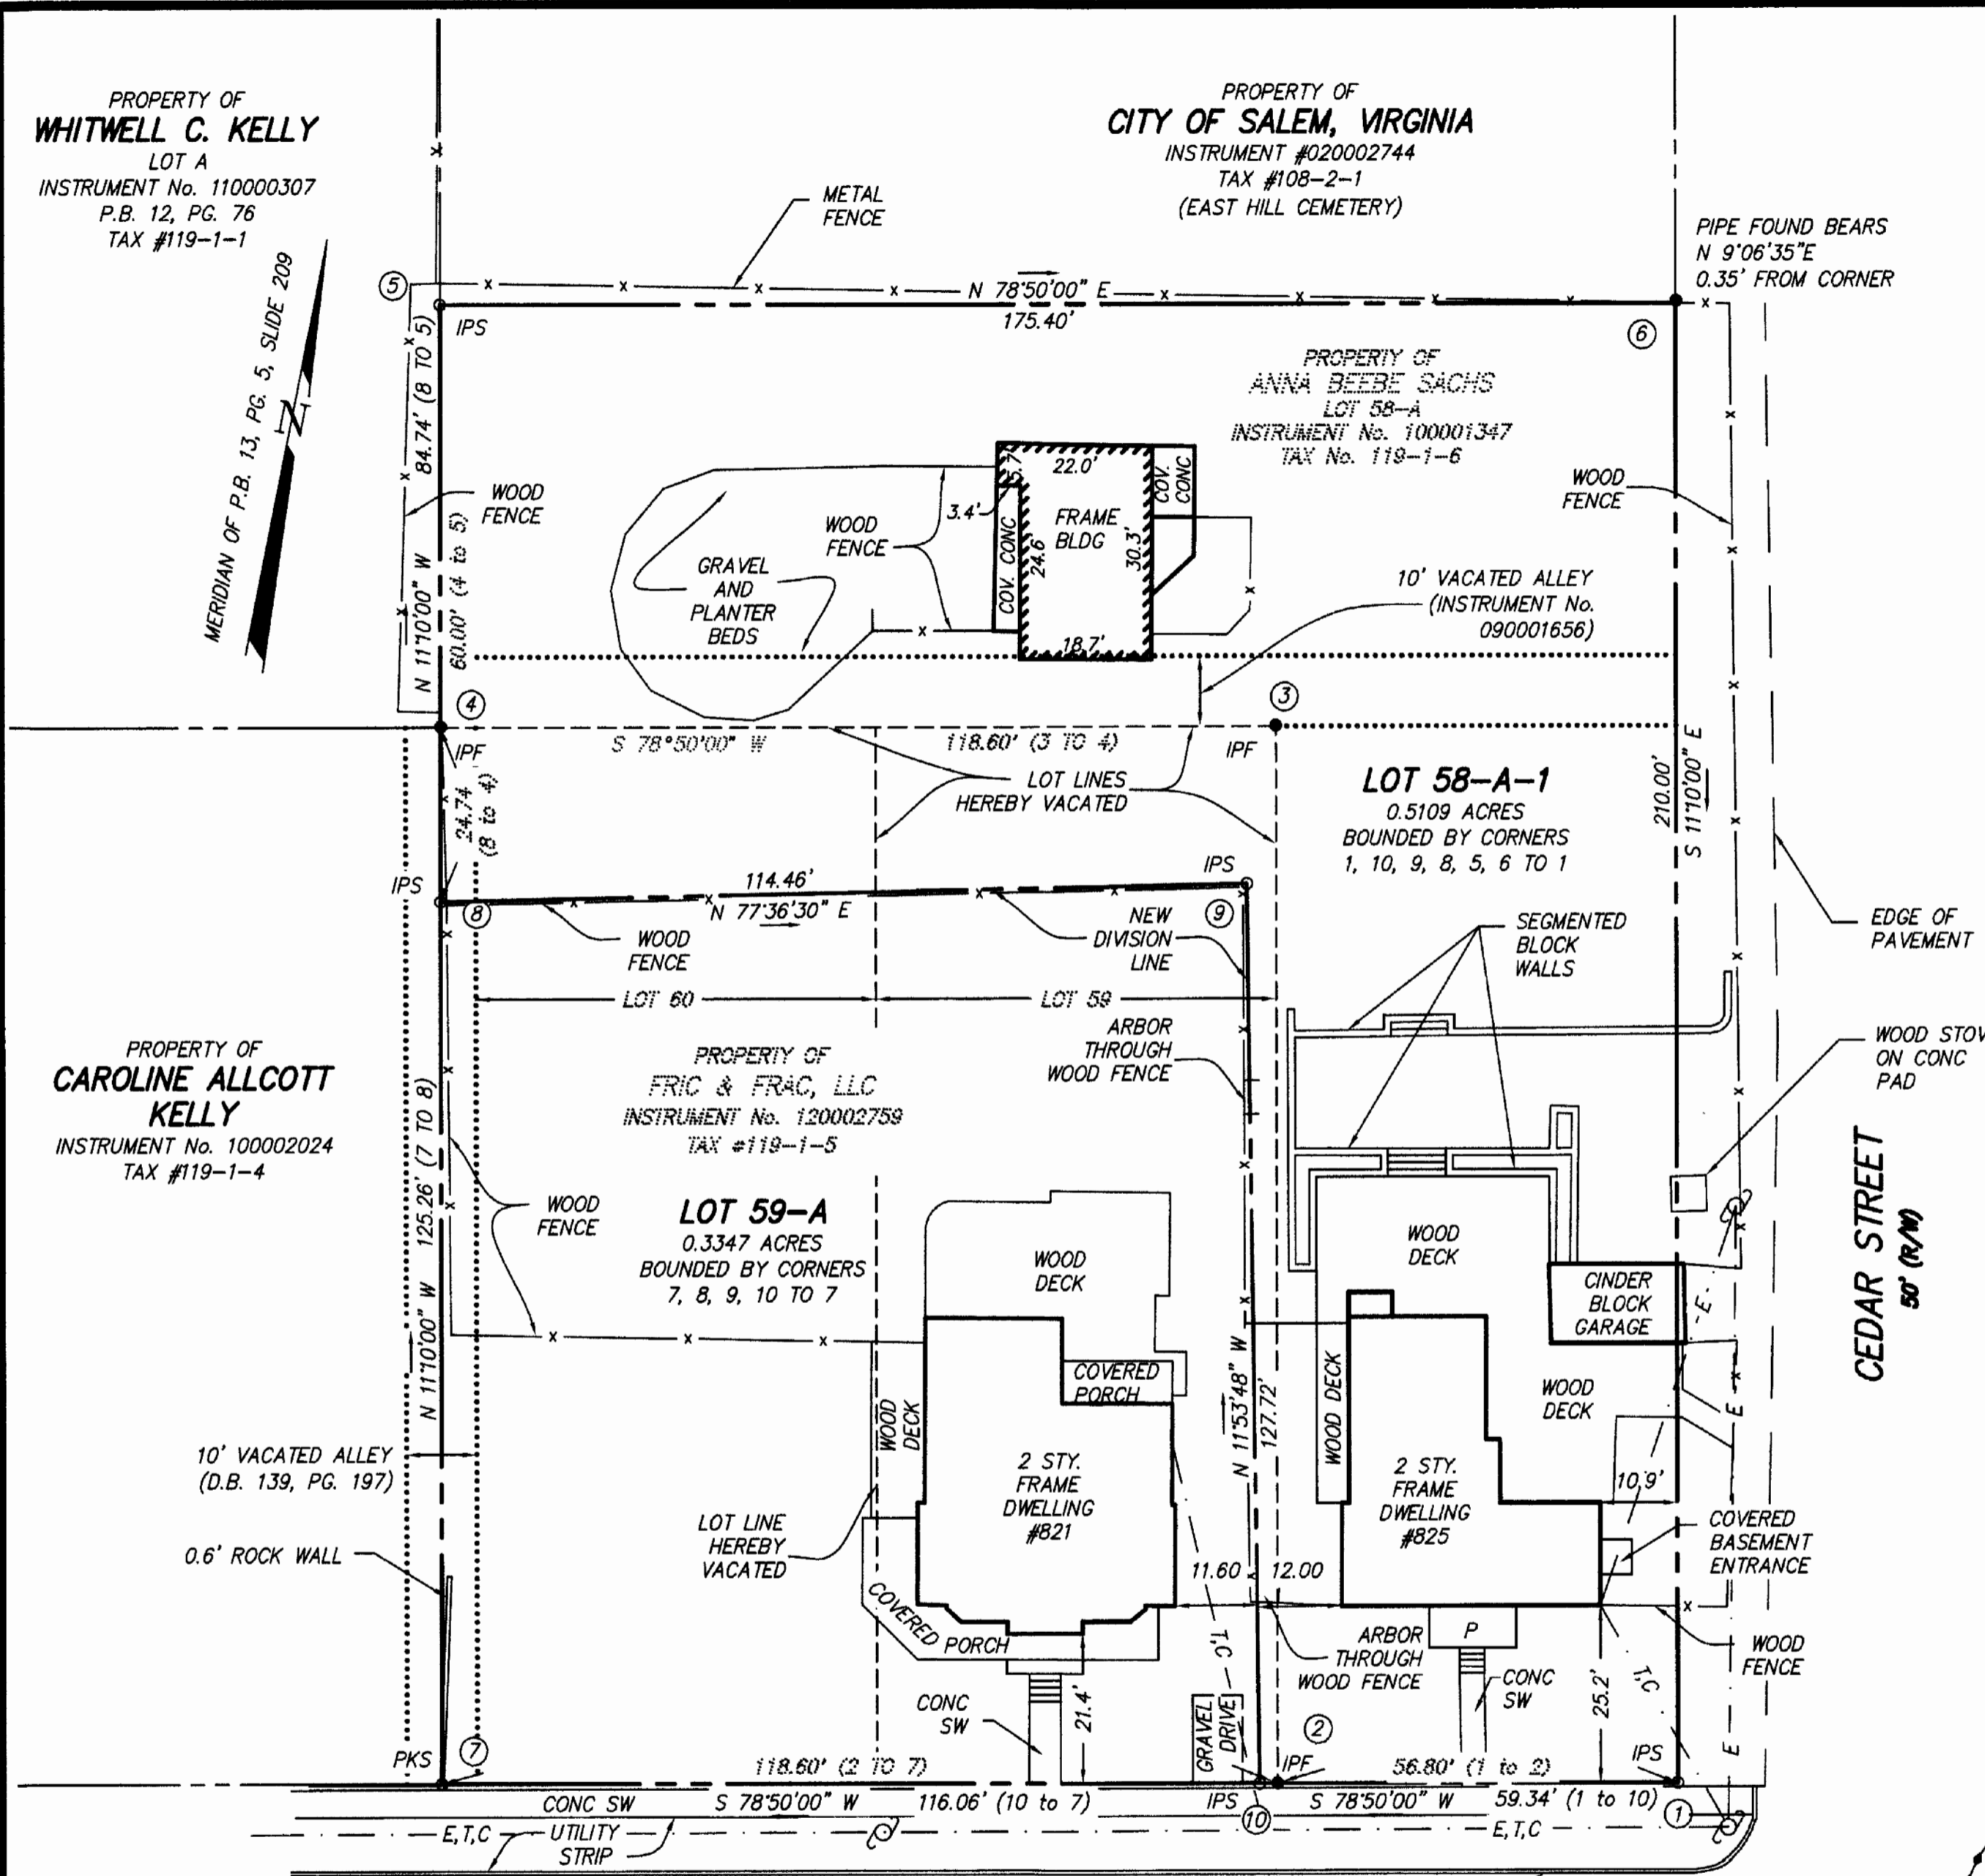 PROPERTY OF
WHITWELL C. KELLY
LOT A
INSTRUMENT No. 110000307
P.B. 12, PG. 76
TAX #119-1-1
PROPERTY OF
CITY OF SALEM, VIRGINIA
INSTRUMENT #020002744
TAX #108-2-1
(EAST HILL CEMETERY)
METAL
FENCE
PIPE FOUND BEARS
N 9°06'35"E
0.35' FROM CORNER
MERIDIAN OF P.B. 13, PG. 5, SLIDE 209
N
5
IPS
N 78°50'00" E
175.40'
6
84.74' (8 TO 5)
N 11°10'00" W
60.00' (4 to 5)
WOOD
FENCE
PROPERTY OF
ANNA BEEBE SACHS
LOT 58-A
INSTRUMENT No. 100001347
TAX No. 119-1-6
WOOD
FENCE
GRAVEL
AND
PLANTER
BEDS
WOOD
FENCE
5.7'
22.0'
3.4'
COV. CONC
24.6'
FRAME
BLDG
30.3'
18.7'
COV.
CONC
10' VACATED ALLEY
(INSTRUMENT No.
090001656)
4
IPF
S 78°50'00" W
118.60' (3 TO 4)
3
IPF
LOT LINES
HEREBY VACATED
24.74
(8 to 4)
LOT 58-A-1
0.5109 ACRES
BOUNDED BY CORNERS
1, 10, 9, 8, 5, 6 TO 1
210.00'
S 11°10'00" E
IPS
8
114.46'
N 77°36'30" E
IPS
9
WOOD
FENCE
NEW
DIVISION
LINE
SEGMENTED
BLOCK
WALLS
EDGE OF
PAVEMENT
LOT 60
LOT 59
ARBOR
THROUGH
WOOD FENCE
WOOD STOV
ON CONC
PAD
PROPERTY OF
CAROLINE ALLCOTT
KELLY
INSTRUMENT No. 100002024
TAX #119-1-4
PROPERTY OF
FRIC & FRAC, LLC
INSTRUMENT No. 120002759
TAX #119-1-5
125.26' (7 TO 8)
N 11°10'00" W
WOOD
FENCE
LOT 59-A
0.3347 ACRES
BOUNDED BY CORNERS
7, 8, 9, 10 TO 7
WOOD
DECK
WOOD
DECK
CINDER
BLOCK
GARAGE
E
CEDAR STREET
50' (R/W)
COVERED
PORCH
WOOD
DECK
N 11°53'48" W
127.72'
WOOD DECK
WOOD
DECK
E
10' VACATED ALLEY
(D.B. 139, PG. 197)
2 STY.
FRAME
DWELLING
#821
2 STY.
FRAME
DWELLING
#825
10.9'
LOT LINE
HEREBY
VACATED
0.6' ROCK WALL
COVERED
BASEMENT
ENTRANCE
11.60
12.00
COVERED PORCH
T,C
ARBOR
THROUGH
WOOD FENCE
P
WOOD
FENCE
CONC
SW
21.4'
GRAVEL
DRIVE
CONC
SW
25.2'
T,C
E
2
PKS
7
118.60' (2 TO 7)
IPF
56.80' (1 to 2)
IPS
CONC SW
S 78°50'00" W
116.06' (10 to 7)
IPS
10
S 78°50'00" W
59.34' (1 to 10)
1
E,T,C
UTILITY
STRIP
E,T,C